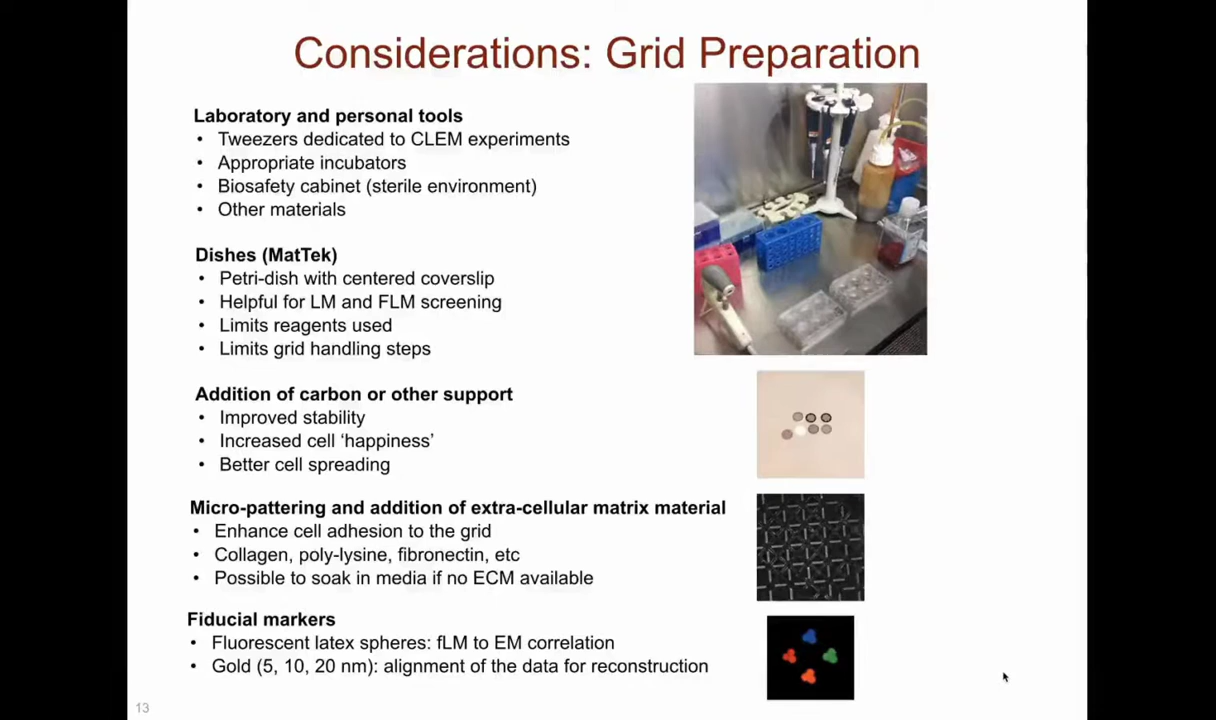 Considerations: Grid Preparation
Laboratory and personal tools
• Tweezers dedicated to CLEM experiments
• Appropriate incubators
• Biosafety cabinet (sterile environment)
• Other materials
Dishes (MatTek)
• Petri-dish with centered coverslip
• Helpful for LM and FLM screening
• Limits reagents used
• Limits grid handling steps
Addition of carbon or other support
• Improved stability
• Increased cell ‘happiness’
• Better cell spreading
Micro-pattering and addition of extra-cellular matrix material
• Enhance cell adhesion to the grid
• Collagen, poly-lysine, fibronectin, etc
• Possible to soak in media if no ECM available
Fiducial markers
• Fluorescent latex spheres: fLM to EM correlation
• Gold (5, 10, 20 nm): alignment of the data for reconstruction
13